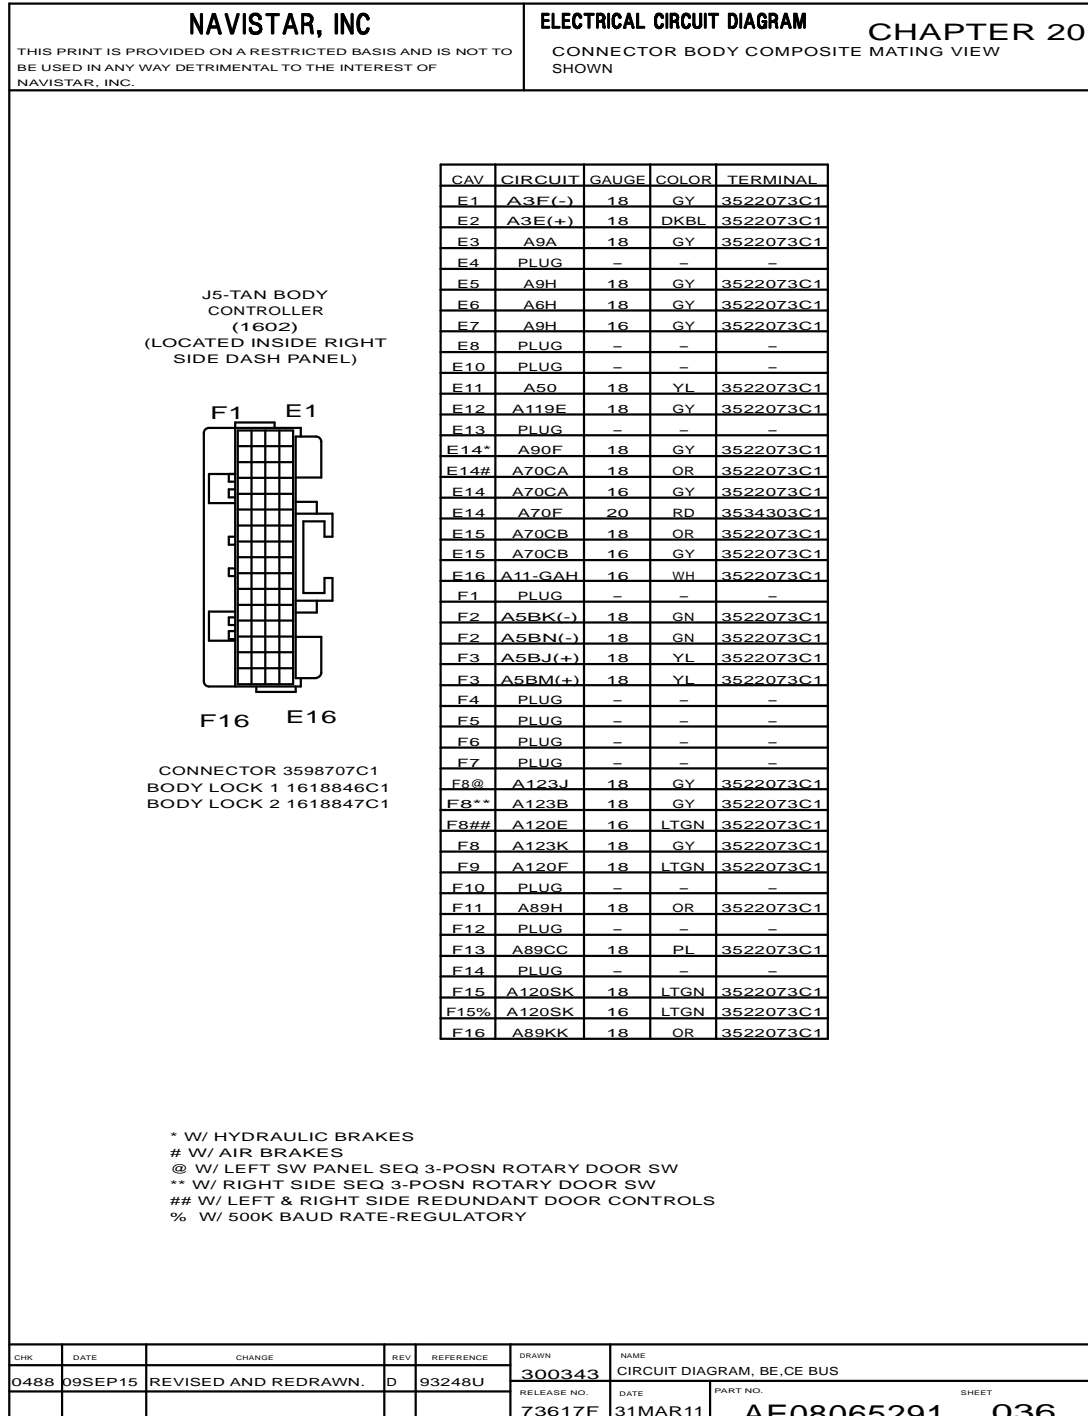 NAVISTAR, INC
THIS PRINT IS PROVIDED ON A RESTRICTED BASIS AND IS NOT TO
BE USED IN ANY WAY DETRIMENTAL TO THE INTEREST OF
NAVISTAR, INC.
ELECTRICAL CIRCUIT DIAGRAM
CHAPTER 20
CONNECTOR BODY COMPOSITE MATING VIEW
SHOWN
J5-TAN BODY
CONTROLLER
(1602)
(LOCATED INSIDE RIGHT
SIDE DASH PANEL)
F1 E1
F16 E16
CONNECTOR 3598707C1
BODY LOCK 1 1618846C1
BODY LOCK 2 1618847C1
CAV CIRCUIT GAUGE COLOR TERMINAL
E1 A3F(-) 18 GY 3522073C1
E2 A3E(+) 18 DKBL 3522073C1
E3 A9A 18 GY 3522073C1
E4 PLUG – – –
E5 A9H 18 GY 3522073C1
E6 A6H 18 GY 3522073C1
E7 A9H 16 GY 3522073C1
E8 PLUG – – –
E10 PLUG – – –
E11 A50 18 YL 3522073C1
E12 A119E 18 GY 3522073C1
E13 PLUG – – –
E14* A90F 18 GY 3522073C1
E14# A70CA 18 OR 3522073C1
E14 A70CA 16 GY 3522073C1
E14 A70F 20 RD 3534303C1
E15 A70CB 18 OR 3522073C1
E15 A70CB 16 GY 3522073C1
E16 A11-GAH 16 WH 3522073C1
F1 PLUG – – –
F2 A5BK(-) 18 GN 3522073C1
F2 A5BN(-) 18 GN 3522073C1
F3 A5BJ(+) 18 YL 3522073C1
F3 A5BM(+) 18 YL 3522073C1
F4 PLUG – – –
F5 PLUG – – –
F6 PLUG – – –
F7 PLUG – – –
F8@ A123J 18 GY 3522073C1
F8** A123B 18 GY 3522073C1
F8## A120E 16 LTGN 3522073C1
F8 A123K 18 GY 3522073C1
F9 A120F 18 LTGN 3522073C1
F10 PLUG – – –
F11 A89H 18 OR 3522073C1
F12 PLUG – – –
F13 A89CC 18 PL 3522073C1
F14 PLUG – – –
F15 A120SK 18 LTGN 3522073C1
F15% A120SK 16 LTGN 3522073C1
F16 A89KK 18 OR 3522073C1
* W/ HYDRAULIC BRAKES
# W/ AIR BRAKES
@ W/ LEFT SW PANEL SEQ 3-POSN ROTARY DOOR SW
** W/ RIGHT SIDE SEQ 3-POSN ROTARY DOOR SW
## W/ LEFT & RIGHT SIDE REDUNDANT DOOR CONTROLS
% W/ 500K BAUD RATE-REGULATORY
CHK DATE CHANGE REV REFERENCE
0488 09SEP15 REVISED AND REDRAWN. D 93248U
DRAWN
300343
NAME
CIRCUIT DIAGRAM, BE,CE BUS
RELEASE NO. DATE PART NO. SHEET
73617F 31MAR11 AE08065291 036